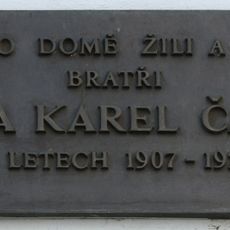 O DOMĚ ŽILI A
BRATŘI
A KAREL Č
LETECH 1907 – 19